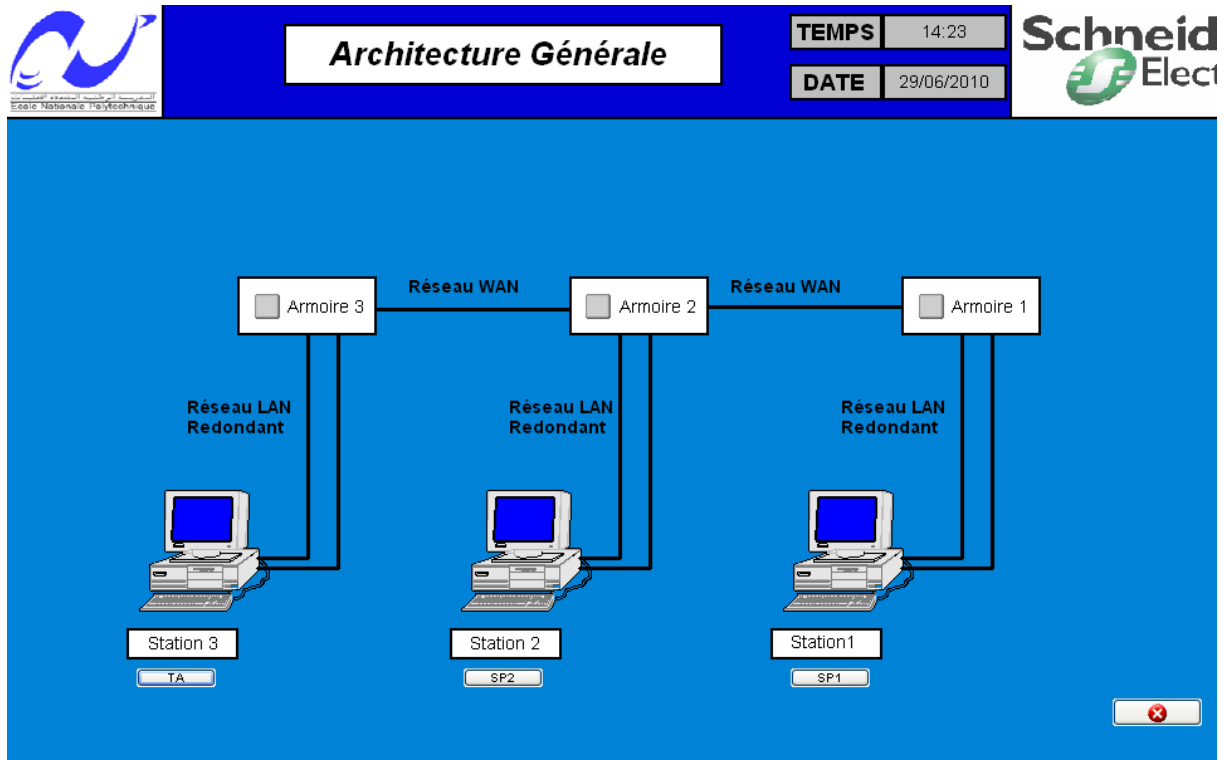 Ecole Nationale Polytechnique
Architecture Générale
TEMPS 14:23
DATE 29/06/2010
Schneid
Elect
Réseau WAN
Réseau WAN
Armoire 3
Armoire 2
Armoire 1
Réseau LAN
Redondant
Réseau LAN
Redondant
Réseau LAN
Redondant
Station 3
Station 2
Station1
TA
SP2
SP1